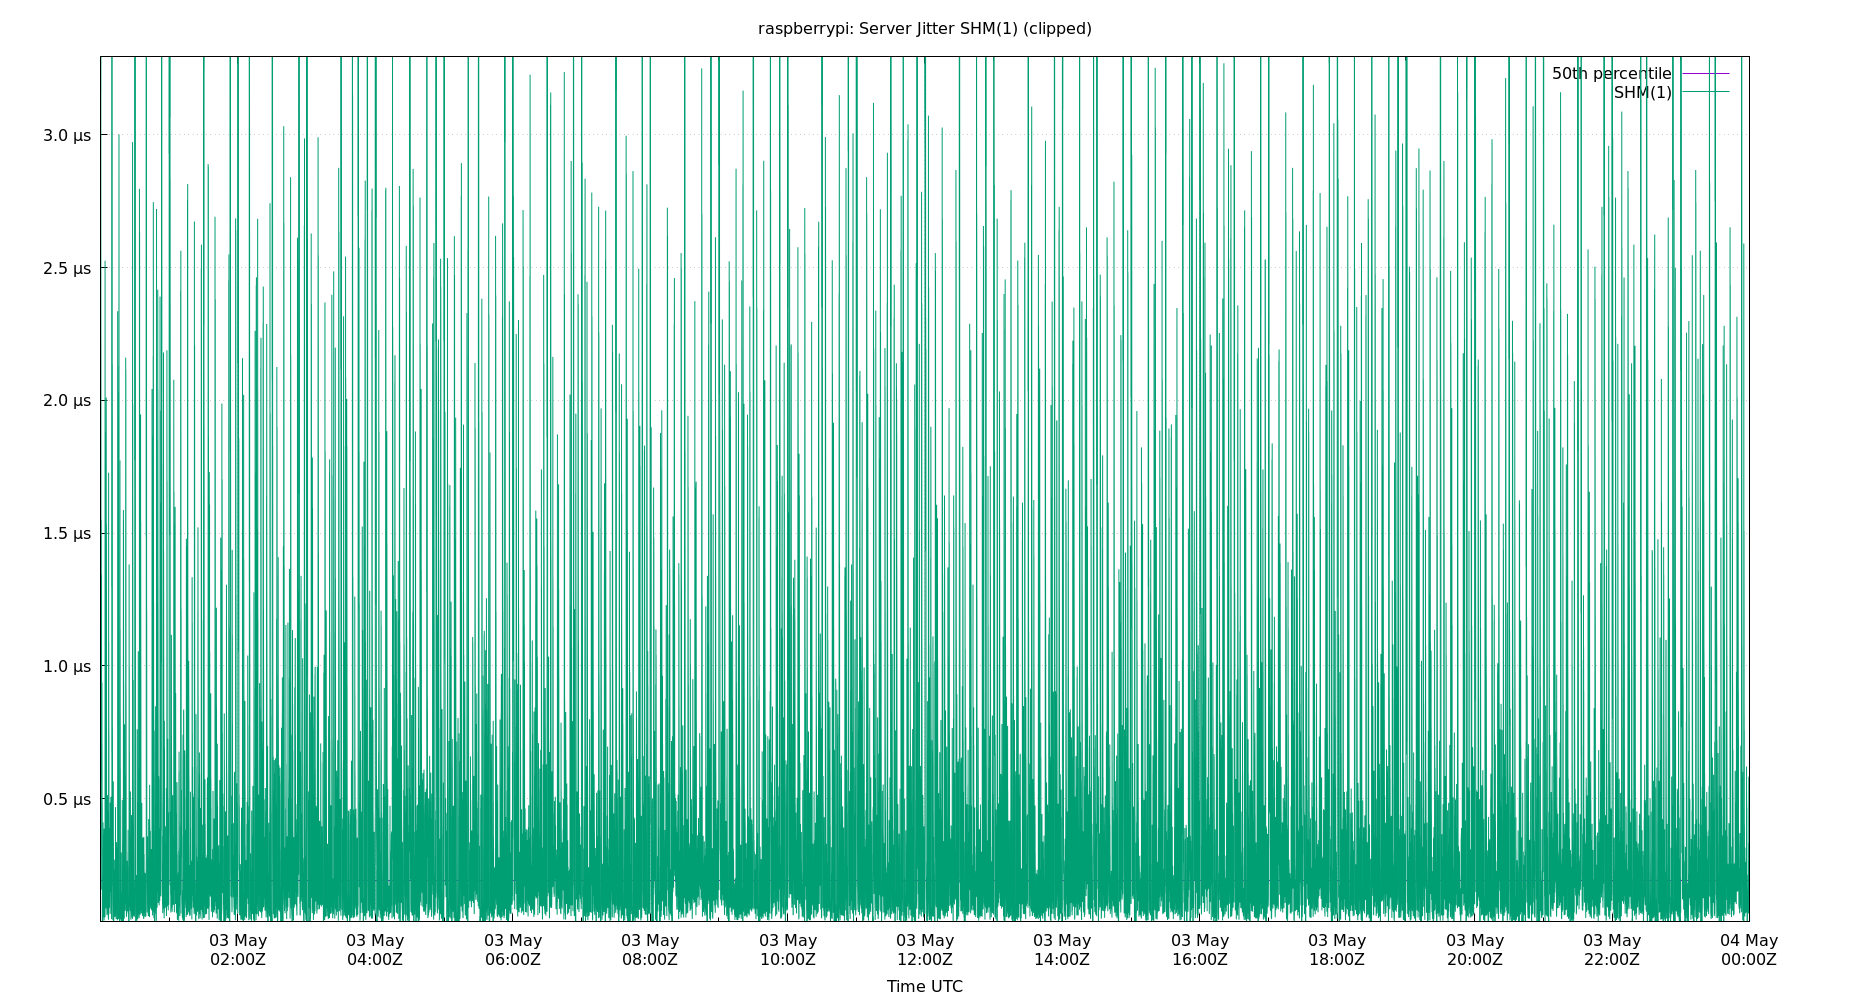 raspberrypi: Server Jitter SHM(1) (clipped)
50th percentile
SHM(1)
3.0 µs
2.5 µs
2.0 µs
1.5 µs
1.0 µs
0.5 µs
03 May 03 May 03 May 03 May 03 May 03 May 03 May 03 May 03 May 03 May 03 May 04 May
02:00Z 04:00Z 06:00Z 08:00Z 10:00Z 12:00Z 14:00Z 16:00Z 18:00Z 20:00Z 22:00Z 00:00Z
Time UTC